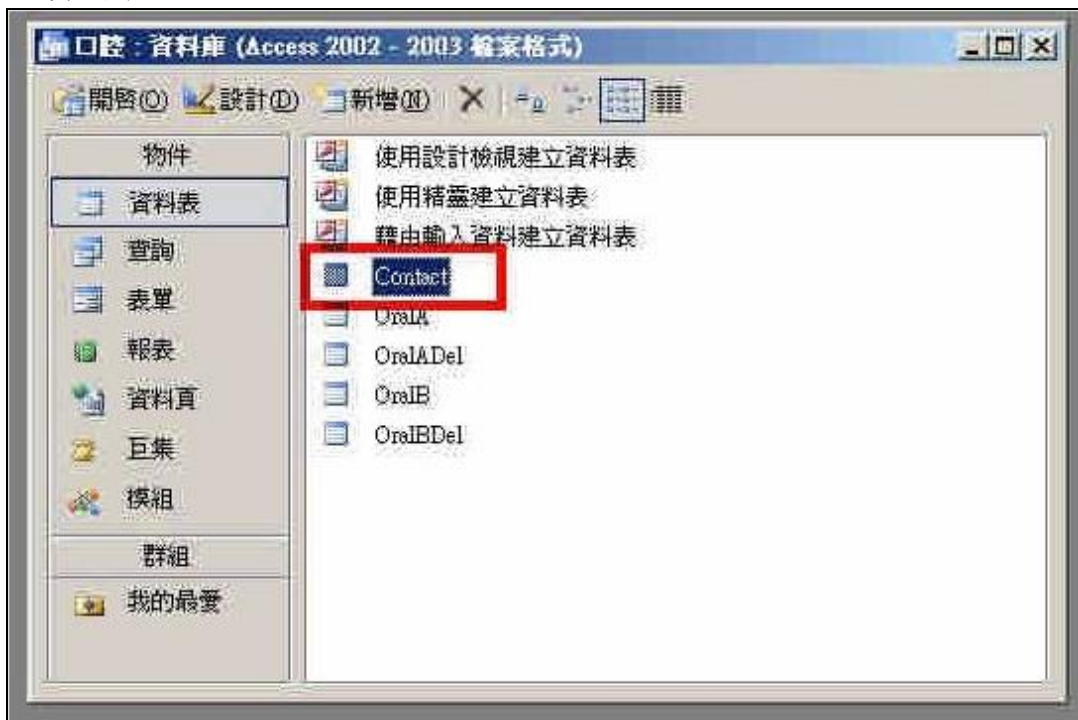 口腔：資料庫 (Access 2002 - 2003 檔案格式)
開啓(O) 設計(D) 新增(N)
物件
資料表
查詢
表單
報表
資料頁
巨集
模組
群組
我的最愛
使用設計檢視建立資料表
使用精靈建立資料表
藉由輸入資料建立資料表
Contact
OralA
OralADel
OralB
OralBDel